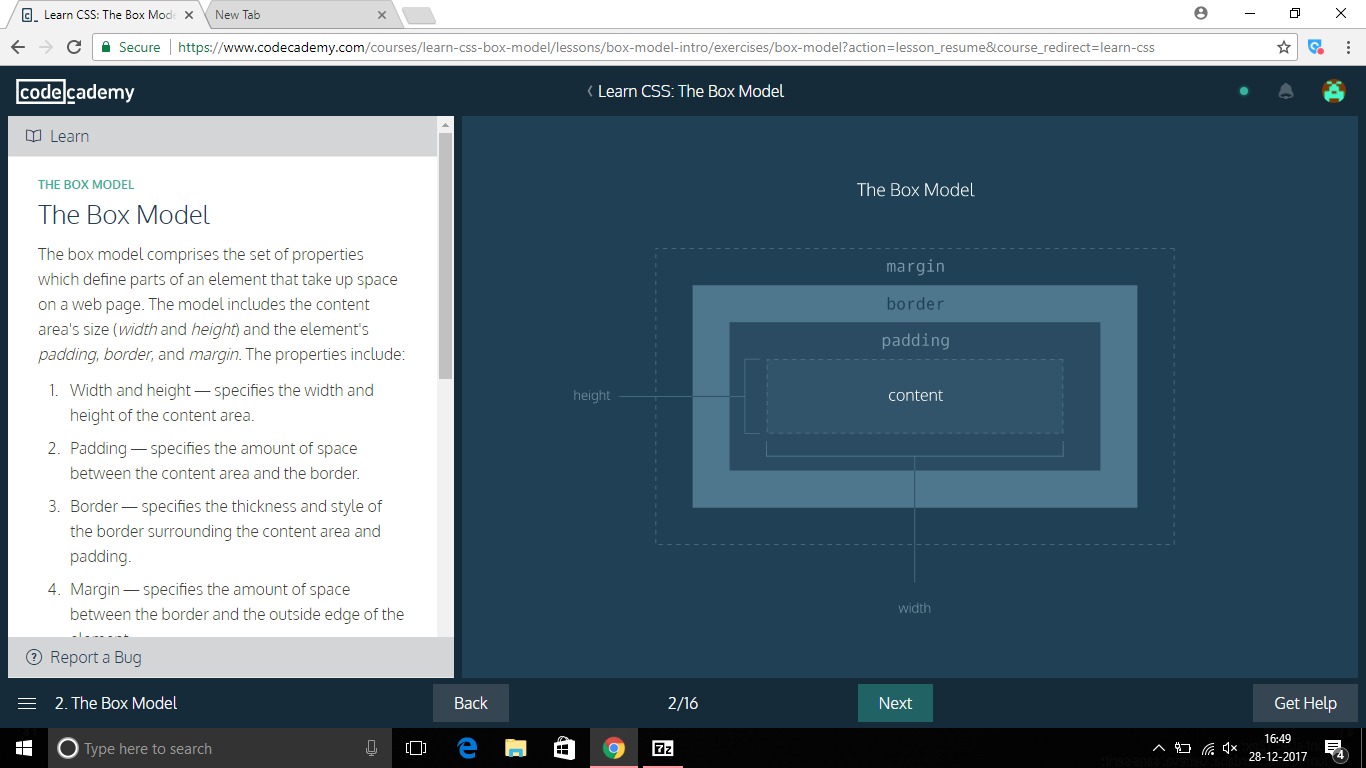 Learn CSS: The Box Mode
New Tab
Secure | https://www.codecademy.com/courses/learn-css-box-model/lessons/box-model-intro/exercises/box-model?action=lesson_resume&course_redirect=learn-css
codecademy
Learn CSS: The Box Model
Learn
THE BOX MODEL
The Box Model
The box model comprises the set of properties
which define parts of an element that take up space
on a web page. The model includes the content
area's size (width and height) and the element's
padding, border, and margin. The properties include:
1. Width and height — specifies the width and
height of the content area.
2. Padding — specifies the amount of space
between the content area and the border.
3. Border — specifies the thickness and style of
the border surrounding the content area and
padding.
4. Margin — specifies the amount of space
between the border and the outside edge of the
element.
Report a Bug
The Box Model
margin
border
padding
content
height
width
2. The Box Model
Back
2/16
Next
Get Help
Type here to search
7z
16:49
28-12-2017
4